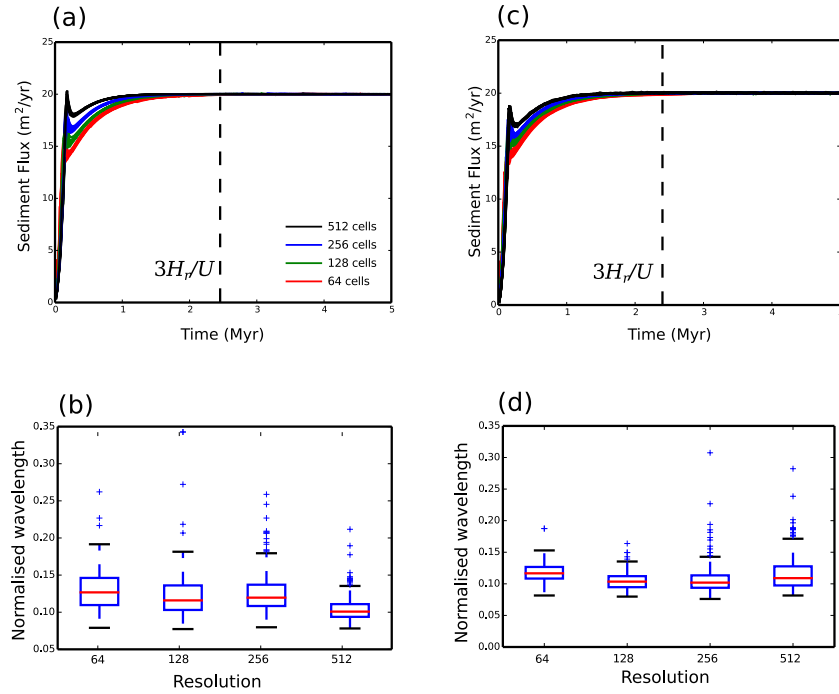 (a)
25
20
15
10
5
0
Sediment Flux (m²/yr)
512 cells
256 cells
128 cells
64 cells
3Hᵣ/U
0 1 2 3 4 5
Time (Myr)
(c)
25
20
15
10
5
0
Sediment Flux (m²/yr)
3Hᵣ/U
0 1 2 3 4
Time (Myr)
(b)
0.35
0.30
0.25
0.20
0.15
0.10
0.05
Normalised wavelength
64 128 256 512
Resolution
(d)
0.35
0.30
0.25
0.20
0.15
0.10
0.05
0.00
Normalised wavelength
64 128 256 512
Resolution